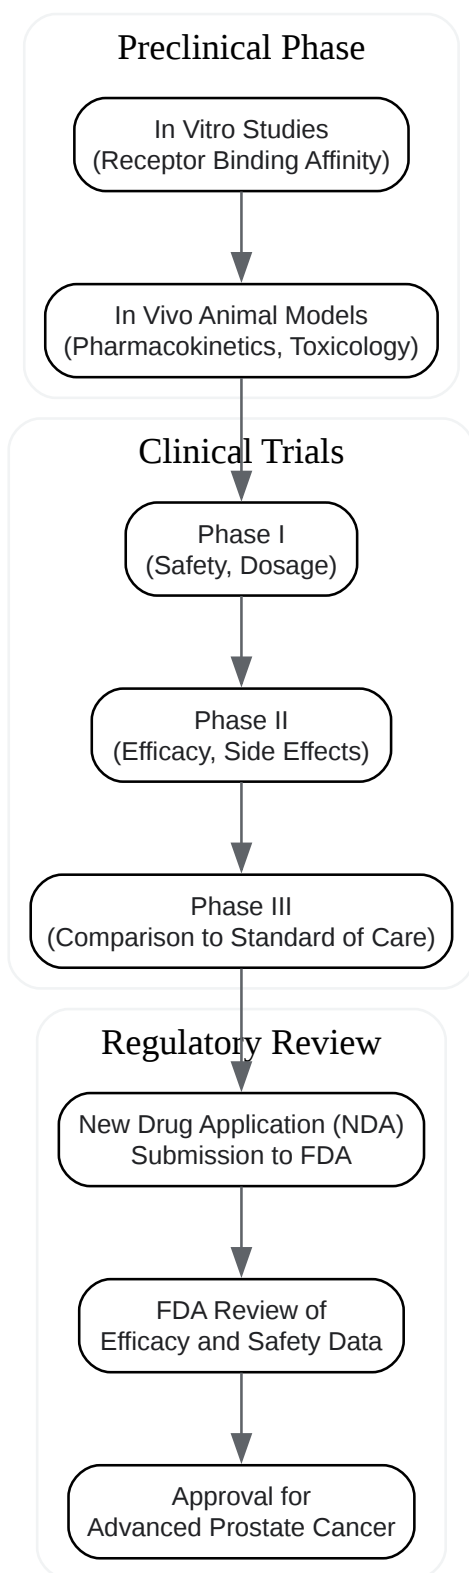 Preclinical Phase
In Vitro Studies
(Receptor Binding Affinity)
In Vivo Animal Models
(Pharmacokinetics, Toxicology)
Clinical Trials
Phase I
(Safety, Dosage)
Phase II
(Efficacy, Side Effects)
Phase III
(Comparison to Standard of Care)
Regulatory Review
New Drug Application (NDA)
Submission to FDA
FDA Review of
Efficacy and Safety Data
Approval for
Advanced Prostate Cancer